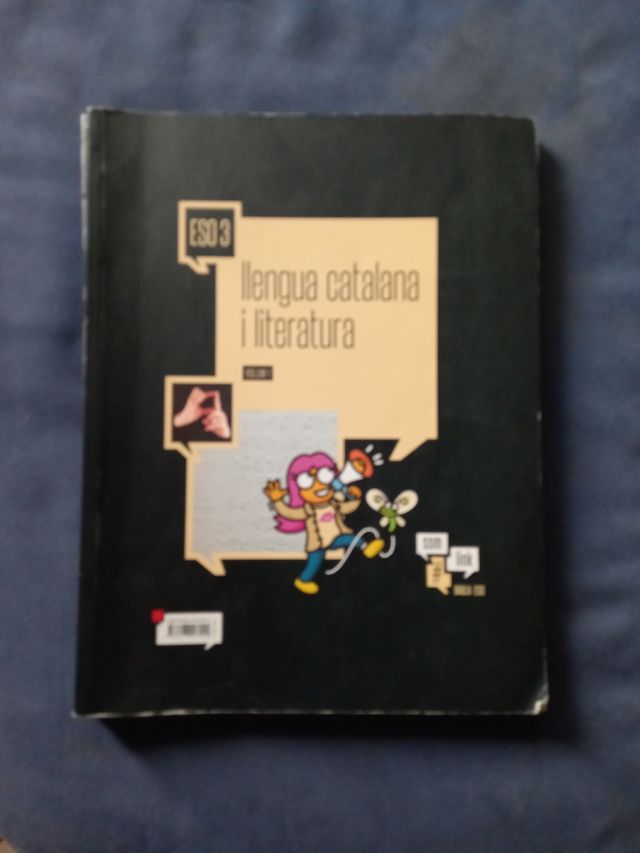 ESO 3
llengua catalana
i literatura
som
link